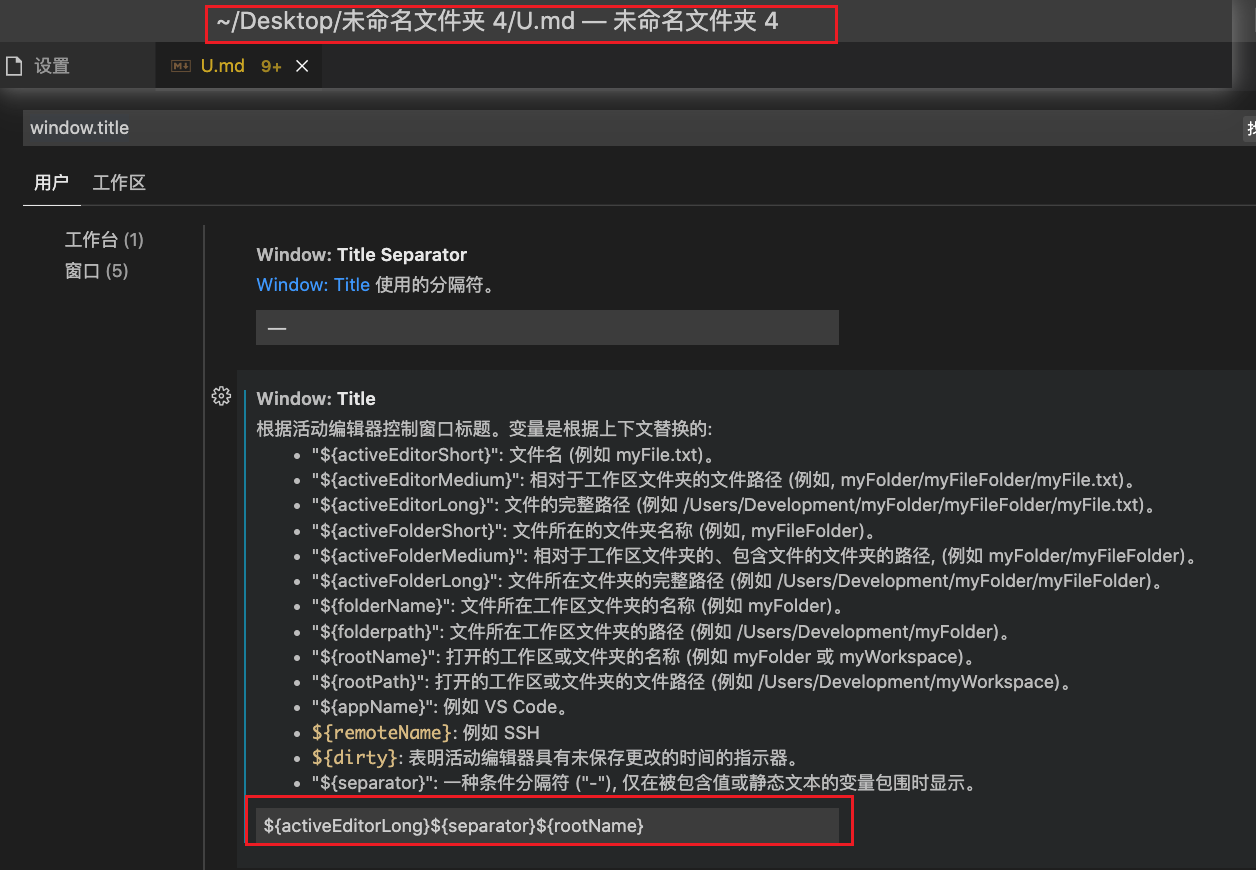 ~/Desktop/未命名文件夹 4/U.md — 未命名文件夹 4
设置
U.md 9+
window.title
用户 工作区
工作台 (1)
窗口 (5)
Window: Title Separator
Window: Title 使用的分隔符。
—
Window: Title
根据活动编辑器控制窗口标题。变量是根据上下文替换的:
• "${activeEditorShort}": 文件名 (例如 myFile.txt)。
• "${activeEditorMedium}": 相对于工作区文件夹的文件路径 (例如, myFolder/myFileFolder/myFile.txt)。
• "${activeEditorLong}": 文件的完整路径 (例如 /Users/Development/myFolder/myFileFolder/myFile.txt)。
• "${activeFolderShort}": 文件所在的文件夹名称 (例如, myFileFolder)。
• "${activeFolderMedium}": 相对于工作区文件夹的、包含文件的文件夹的路径, (例如 myFolder/myFileFolder)。
• "${activeFolderLong}": 文件所在文件夹的完整路径 (例如 /Users/Development/myFolder/myFileFolder)。
• "${folderName}": 文件所在工作区文件夹的名称 (例如 myFolder)。
• "${folderpath}": 文件所在工作区文件夹的路径 (例如 /Users/Development/myFolder)。
• "${rootName}": 打开的工作区或文件夹的名称 (例如 myFolder 或 myWorkspace)。
• "${rootPath}": 打开的工作区或文件夹的文件路径 (例如 /Users/Development/myWorkspace)。
• "${appName}": 例如 VS Code。
• ${remoteName}: 例如 SSH
• ${dirty}: 表明活动编辑器具有未保存更改的时间的指示器。
• "${separator}": 一种条件分隔符 ("-"), 仅在被包含值或静态文本的变量包围时显示。
${activeEditorLong}${separator}${rootName}